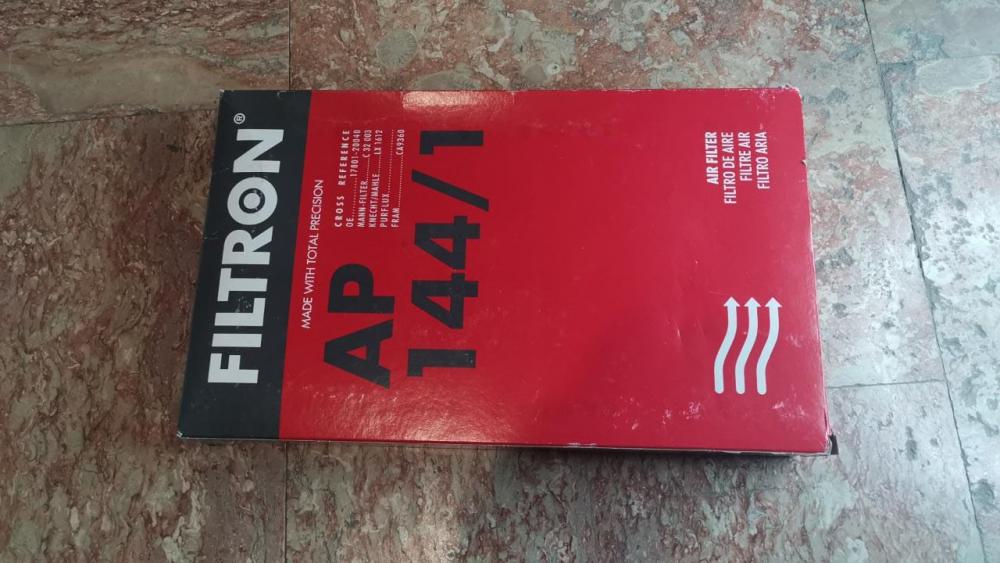 FILTRON®
MADE WITH TOTAL PRECISION
AP
144/1
CROSS REFERENCE
OE..............17801-20040
MANN-FILTER.......C 32 003
KNECHT/MAHLE.....LX 1612
PURFLUX....................
FRAM.................CA9360
AIR FILTER
FILTRO DE AIRE
FILTRE AIR
FILTRO ARIA